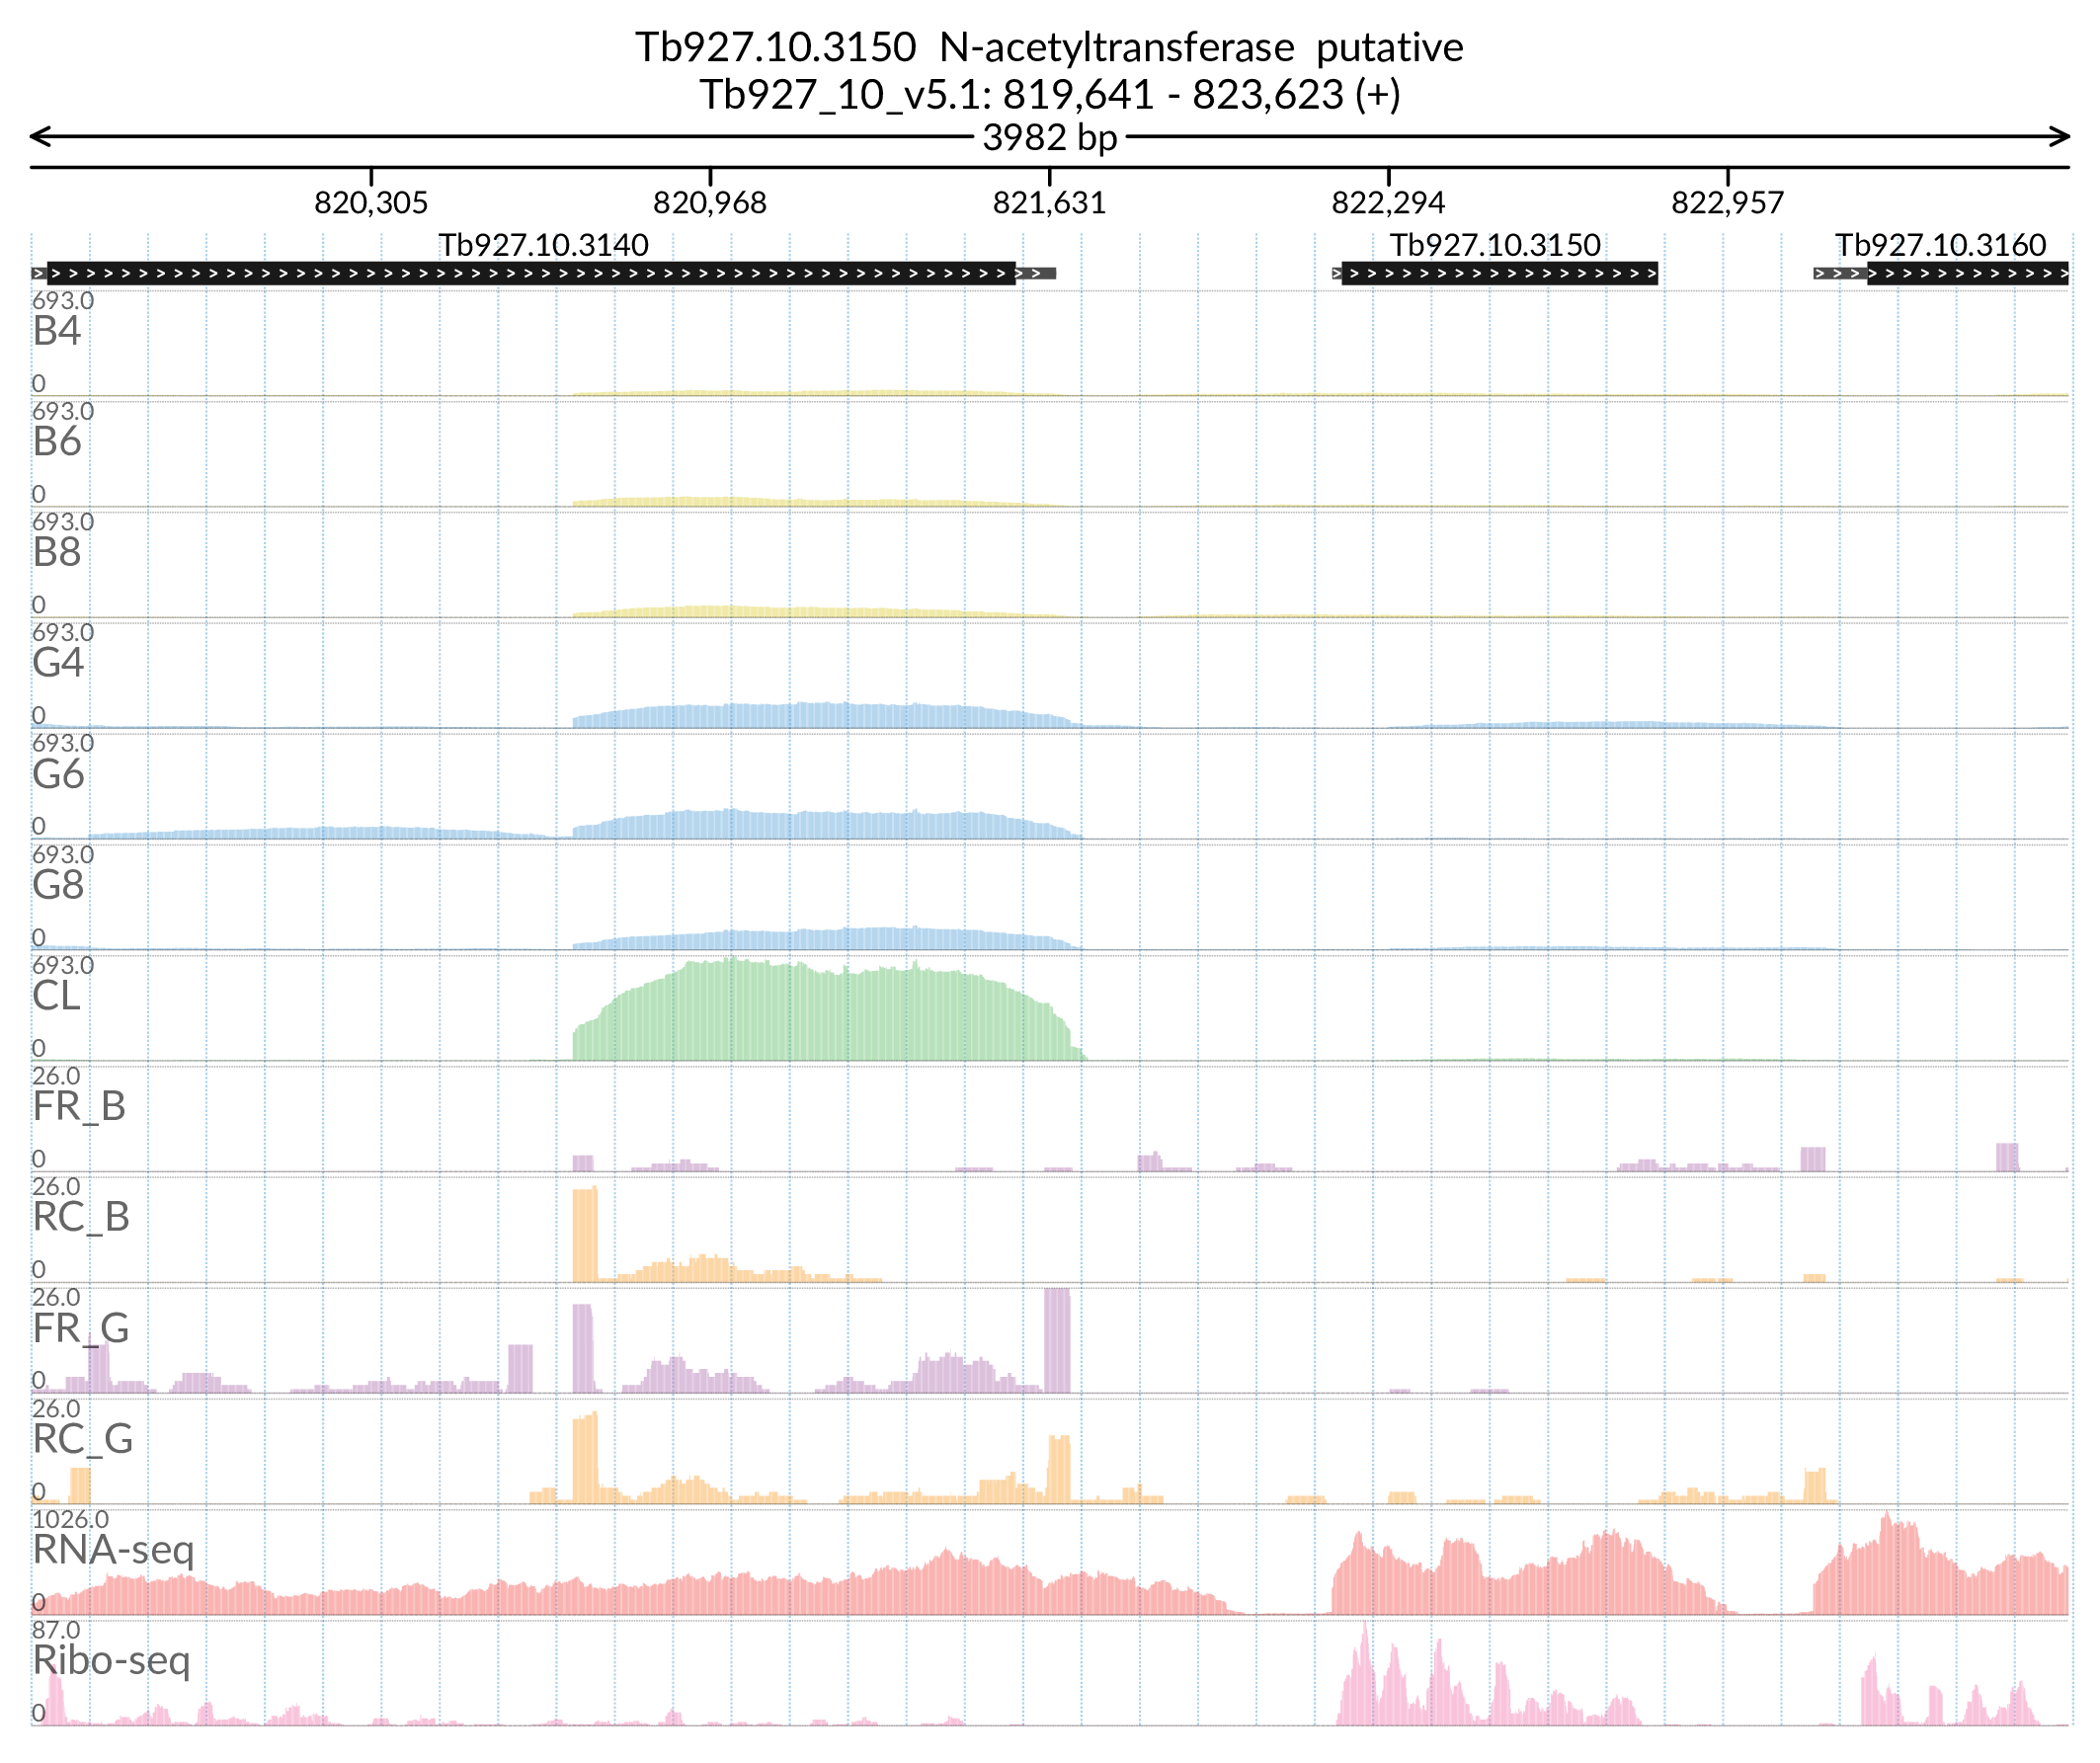 Tb927.10.3150 N-acetyltransferase putative
Tb927_10_v5.1: 819,641 - 823,623 (+)
3982 bp
820,305 820,968 821,631 822,294 822,957
Tb927.10.3140 Tb927.10.3150 Tb927.10.3160
693.0
B4
0
693.0
B6
0
693.0
B8
0
693.0
G4
0
693.0
G6
0
693.0
G8
0
693.0
CL
0
26.0
FR_B
0
26.0
RC_B
0
26.0
FR_G
0
26.0
RC_G
0
1026.0
RNA-seq
0
87.0
Ribo-seq
0